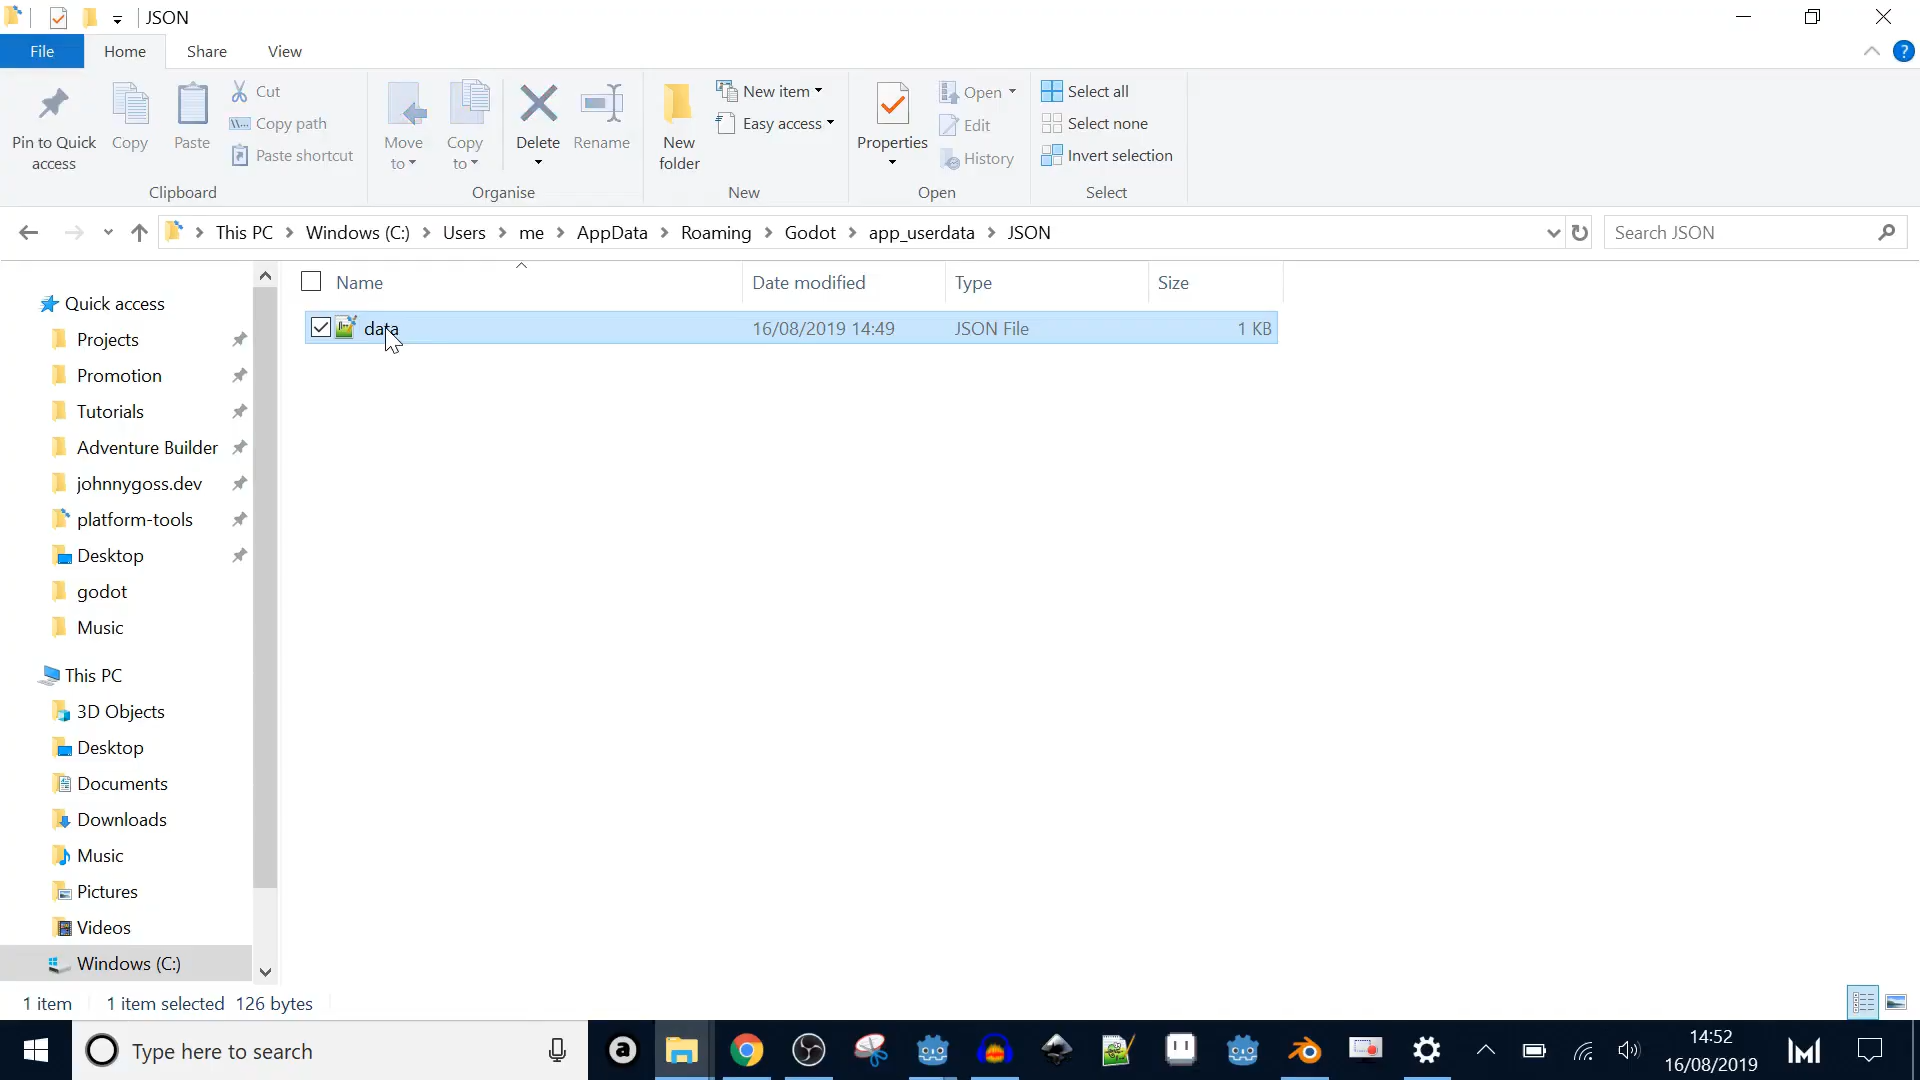 JSON
File
Home
Share
View
Pin to Quick access
Copy
Paste
Cut
Copy path
Paste shortcut
Clipboard
Move to
Copy to
Delete
Rename
Organise
New folder
New item
Easy access
New
Properties
Open
Edit
History
Open
Select all
Select none
Invert selection
Select
This PC > Windows (C:) > Users > me > AppData > Roaming > Godot > app_userdata > JSON
Search JSON
Name
Date modified
Type
Size
data
16/08/2019 14:49
JSON File
1 KB
Quick access
Projects
Promotion
Tutorials
Adventure Builder
johnnygoss.dev
platform-tools
Desktop
godot
Music
This PC
3D Objects
Desktop
Documents
Downloads
Music
Pictures
Videos
Windows (C:)
1 item
1 item selected 126 bytes
Type here to search
14:52
16/08/2019